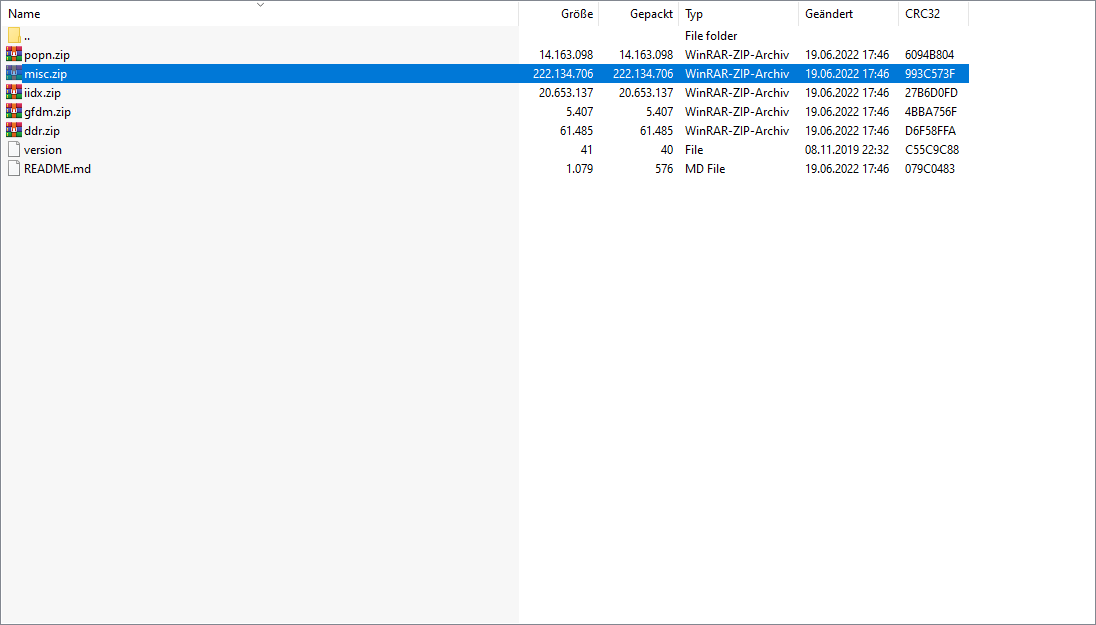 Name Größe Gepackt Typ Geändert CRC32
.. File folder
popn.zip 14.163.098 14.163.098 WinRAR-ZIP-Archiv 19.06.2022 17:46 6094B804
misc.zip 222.134.706 222.134.706 WinRAR-ZIP-Archiv 19.06.2022 17:46 993C573F
iidx.zip 20.653.137 20.653.137 WinRAR-ZIP-Archiv 19.06.2022 17:46 27B6D0FD
gfdm.zip 5.407 5.407 WinRAR-ZIP-Archiv 19.06.2022 17:46 4BBA756F
ddr.zip 61.485 61.485 WinRAR-ZIP-Archiv 19.06.2022 17:46 D6F58FFA
version 41 40 File 08.11.2019 22:32 C55C9C88
README.md 1.079 576 MD File 19.06.2022 17:46 079C0483